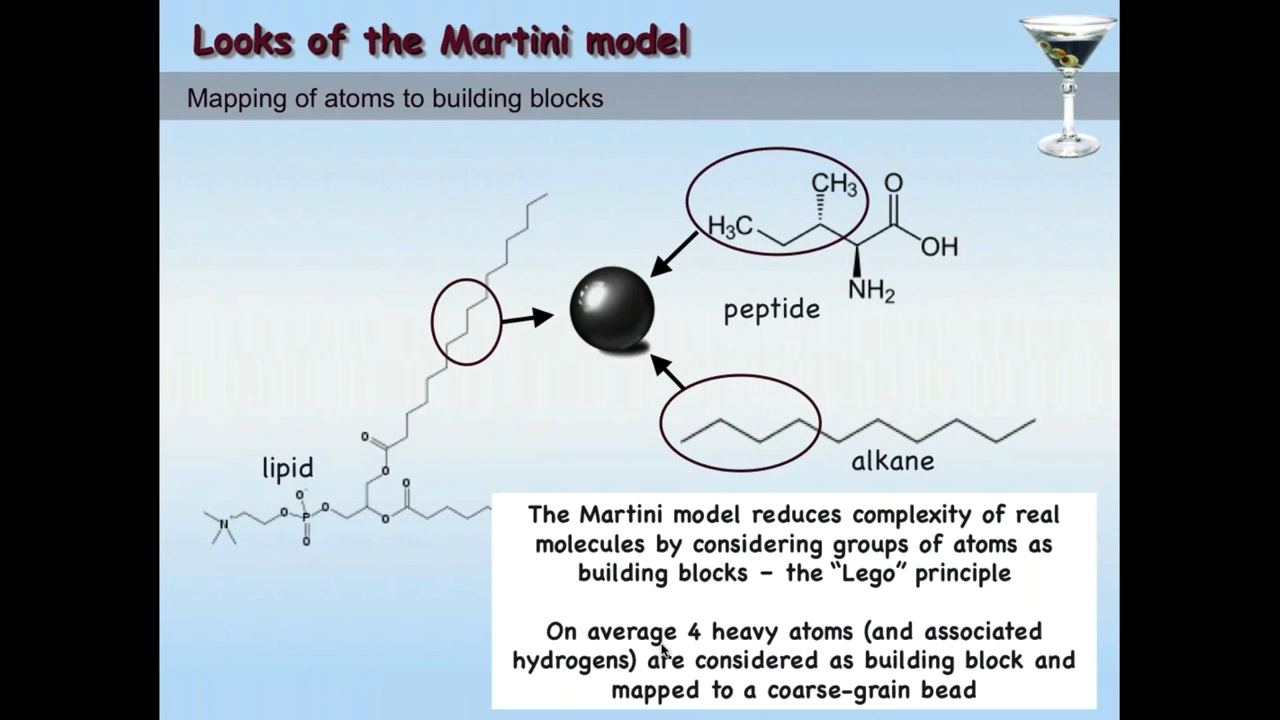 Looks of the Martini model
Mapping of atoms to building blocks
CH3
O
H3C
OH
NH2
peptide
O
O
lipid
alkane
O
O-
N+
O
P
O
O
O
The Martini model reduces complexity of real
molecules by considering groups of atoms as
building blocks – the “Lego” principle
On average 4 heavy atoms (and associated
hydrogens) are considered as building block and
mapped to a coarse-grain bead